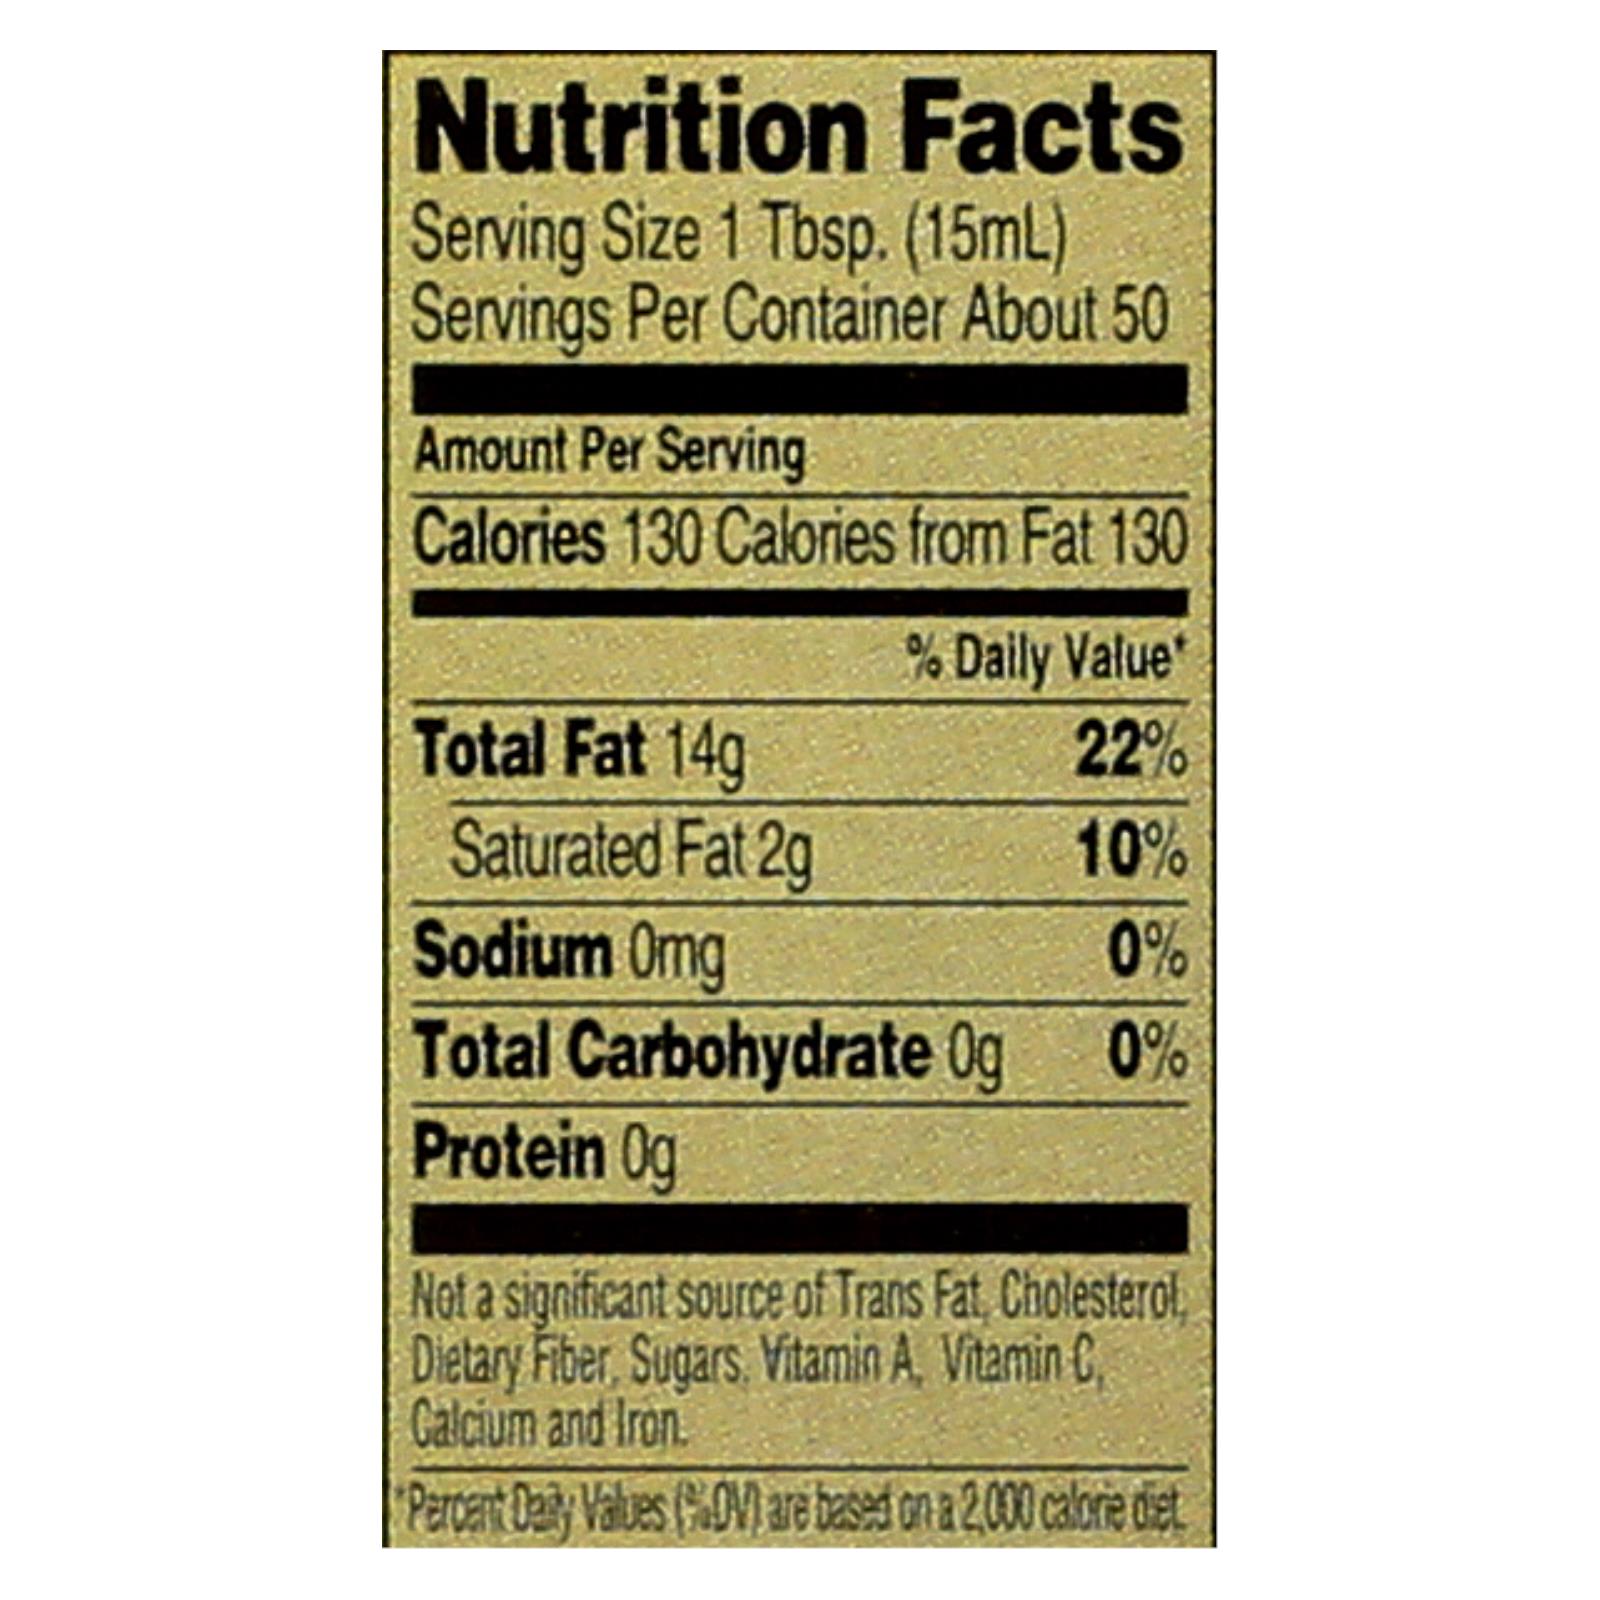 Nutrition Facts
Serving Size 1 Tbsp. (15mL)
Servings Per Container About 50
Amount Per Serving
Calories 130 Calories from Fat 130
% Daily Value*
Total Fat 14g 22%
Saturated Fat 2g 10%
Sodium 0mg 0%
Total Carbohydrate 0g 0%
Protein 0g
Not a significant source of Trans Fat, Cholesterol,
Dietary Fiber, Sugars, Vitamin A, Vitamin C,
Calcium and Iron.
*Percent Daily Values (%DV) are based on a 2,000 calorie diet.